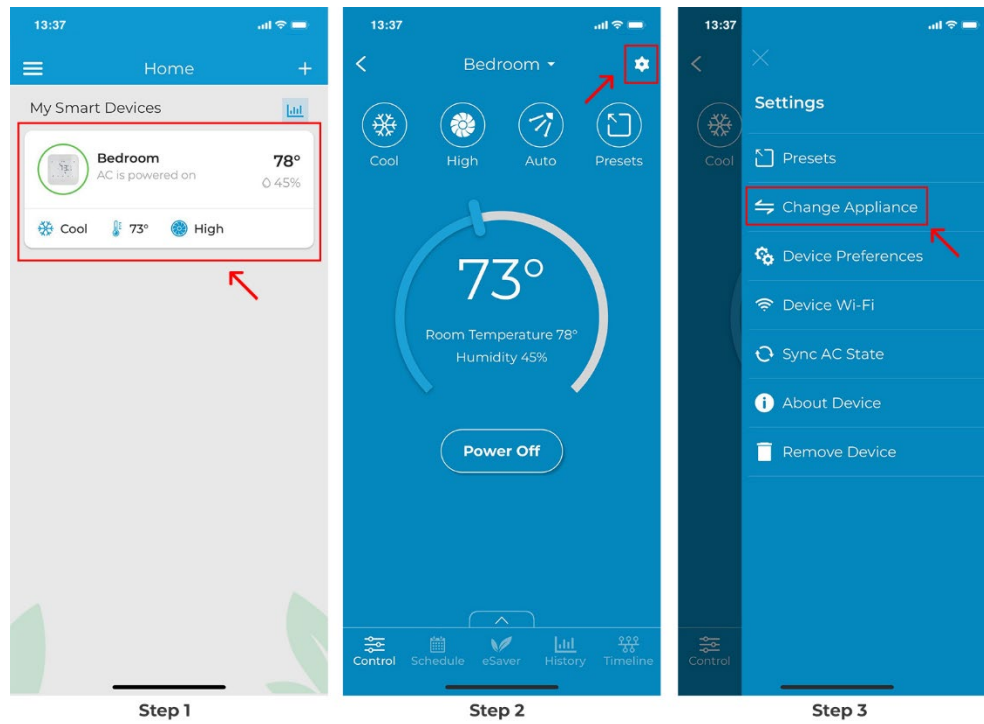 13:37
Home
My Smart Devices
Bedroom
AC is powered on
78°
45%
Cool
73°
High
Step 1
13:37
Bedroom
Cool
High
Auto
Presets
73°
Room Temperature 78°
Humidity 45%
Power Off
Control
Schedule
eSaver
History
Timeline
Step 2
13:37
Cool
Control
Settings
Presets
Change Appliance
Device Preferences
Device Wi-Fi
Sync AC State
About Device
Remove Device
Step 3